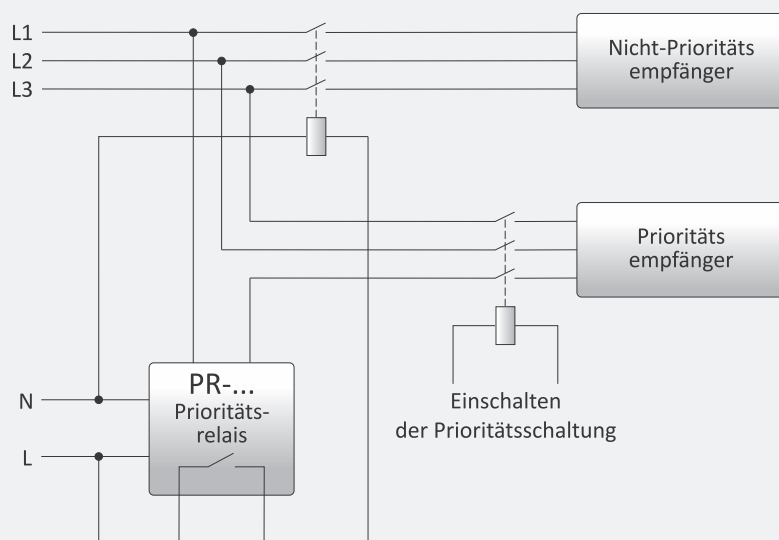 L1
L2
L3
Nicht-Prioritäts
empfänger
Prioritäts
empfänger
Einschalten
der Prioritätsschaltung
PR-...
Prioritäts-
relais
N
L